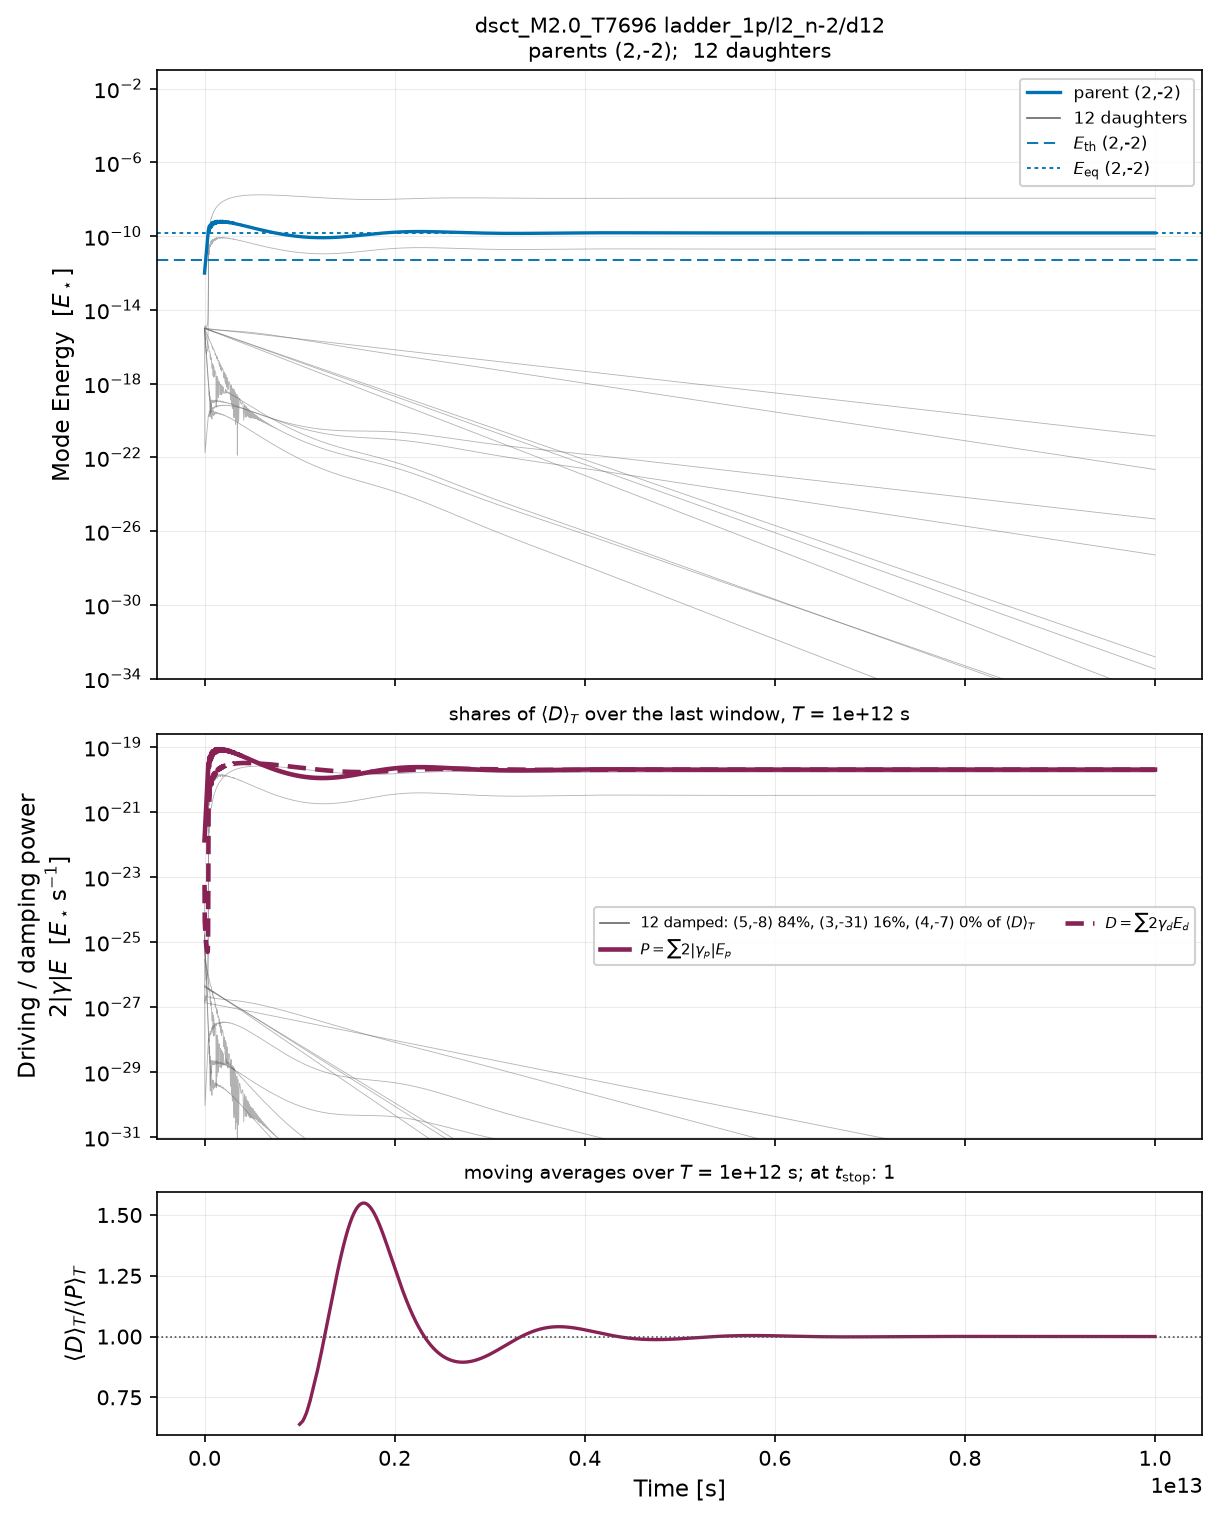 dsct_M2.0_T7696 ladder_1p/l2_n-2/d12
parents (2,-2);  12 daughters
10⁻²
10⁻⁶
10⁻¹⁰
10⁻¹⁴
10⁻¹⁸
10⁻²²
10⁻²⁶
10⁻³⁰
10⁻³⁴
Mode Energy [E⋆]
parent (2,-2)
12 daughters
E_th (2,-2)
E_eq (2,-2)
shares of ⟨D⟩_T over the last window, T = 1e+12 s
10⁻¹⁹
10⁻²¹
10⁻²³
10⁻²⁵
10⁻²⁷
10⁻²⁹
10⁻³¹
Driving / damping power
2|γ|E [E⋆ s⁻¹]
12 damped: (5,-8) 84%, (3,-31) 16%, (4,-7) 0% of ⟨D⟩_T
P = ∑2|γ_p|E_p
D = ∑2γ_dE_d
moving averages over T = 1e+12 s; at t_stop: 1
1.50
1.25
1.00
0.75
⟨D⟩_T/⟨P⟩_T
0.0 0.2 0.4 0.6 0.8 1.0
1e13
Time [s]